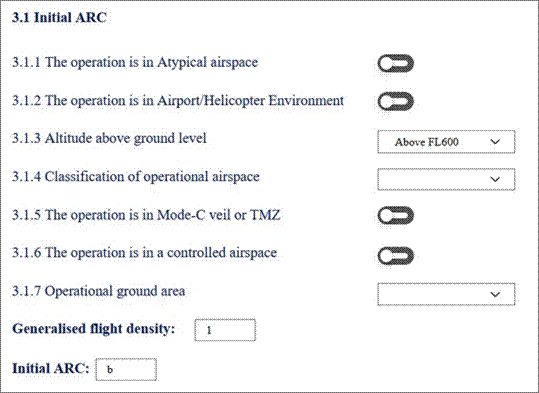 3.1 Initial ARC
3.1.1 The operation is in Atypical airspace
3.1.2 The operation is in Airport/Helicopter Environment
3.1.3 Altitude above ground level
Above FL600
3.1.4 Classification of operational airspace
3.1.5 The operation is in Mode-C veil or TMZ
3.1.6 The operation is in a controlled airspace
3.1.7 Operational ground area
Generalised flight density: 1
Initial ARC: b